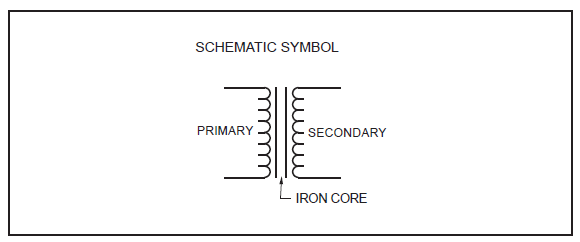 SCHEMATIC SYMBOL
PRIMARY
SECONDARY
IRON CORE